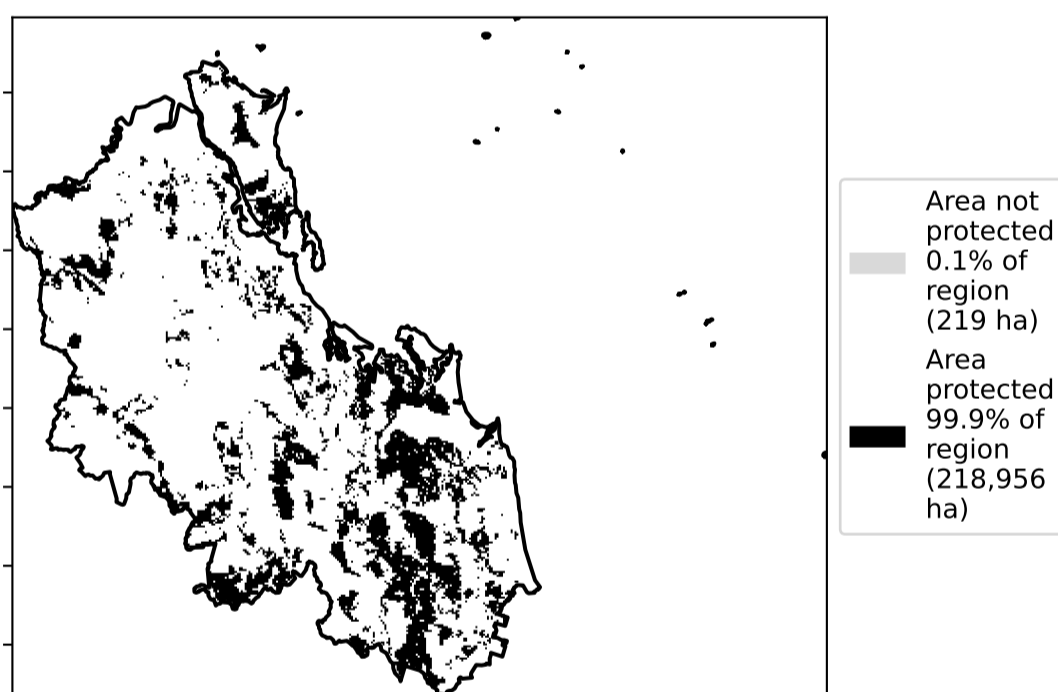 Area not
protected
0.1% of
region
(219 ha)
Area
protected
99.9% of
region
(218,956
ha)